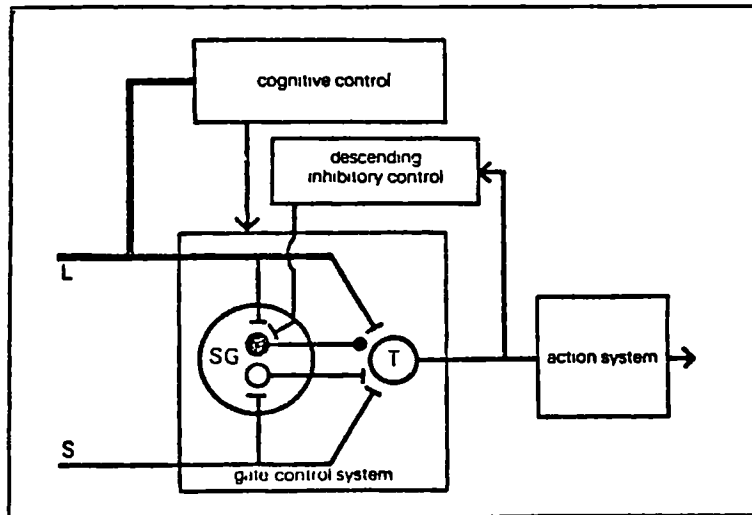 cognitive control
descending
inhibitory control
L
SG
T
action system
S
gate control system